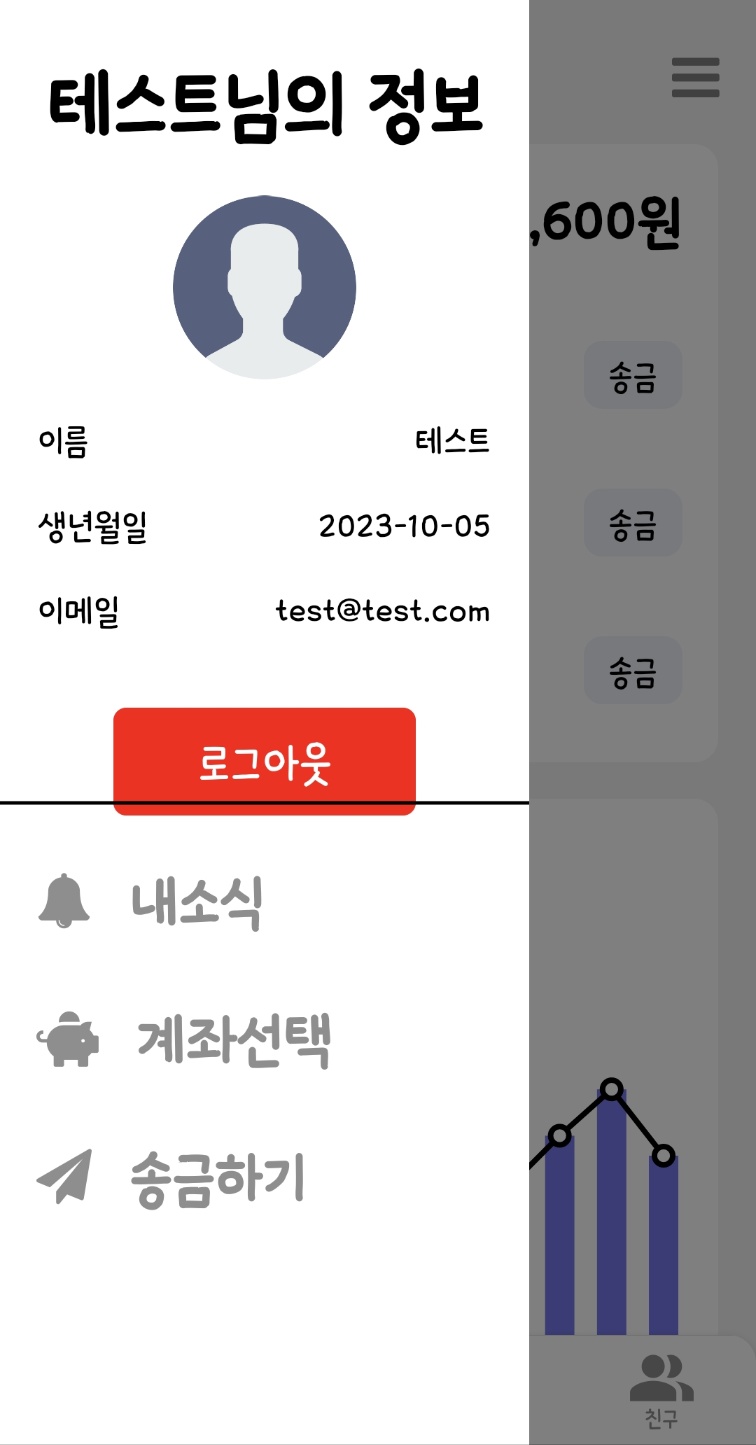 테스트님의 정보
,600원
송금
이름 테스트
생년월일 2023-10-05
송금
이메일 test@test.com
송금
로그아웃
내소식
계좌선택
송금하기
친구